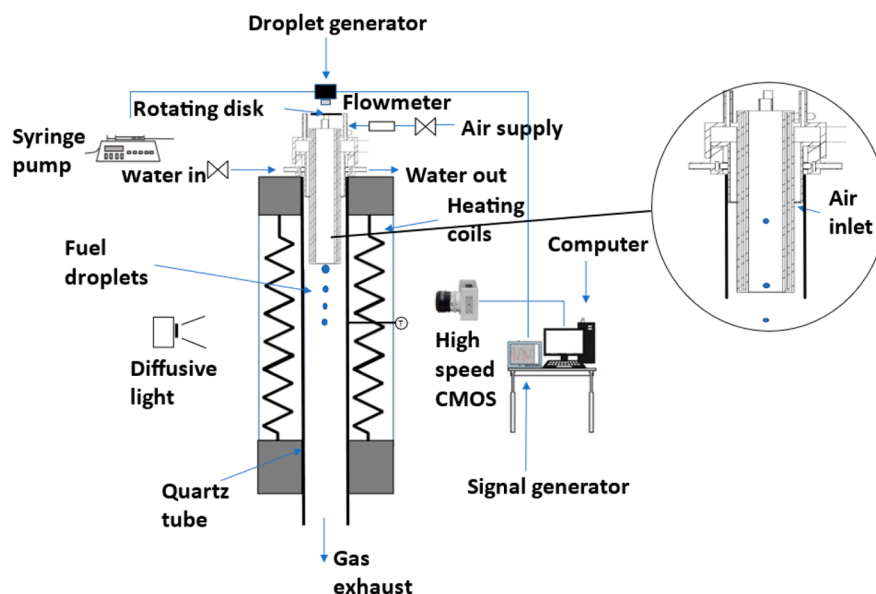 Droplet generator
Rotating disk
Flowmeter
Syringe
pump
Air supply
Water in
Water out
Heating
coils
Air
inlet
Fuel
droplets
Computer
T
High
speed
CMOS
Diffusive
light
Signal generator
Quartz
tube
Gas
exhaust